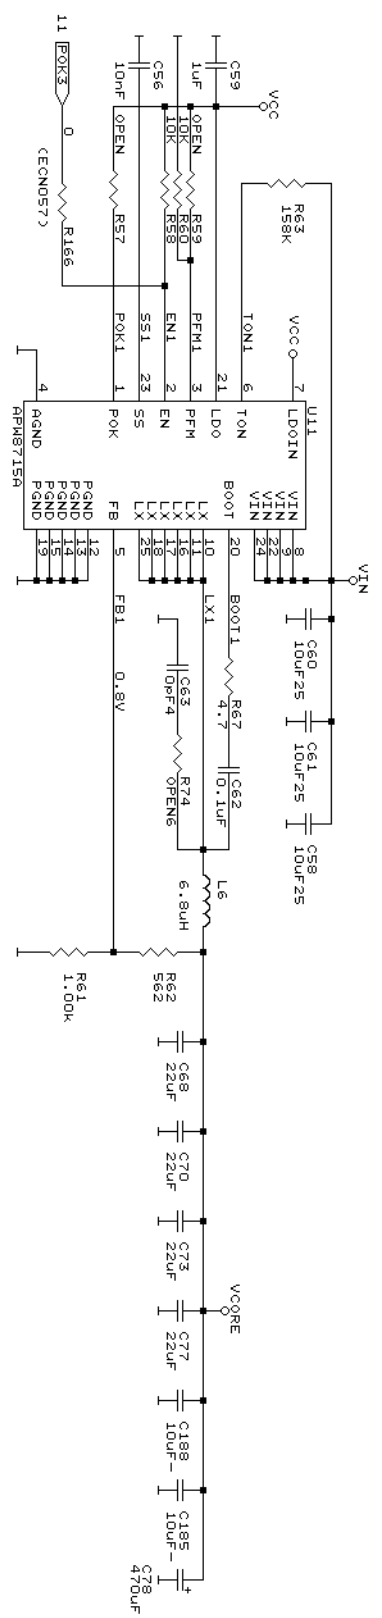 VIN
R63
158K
VCC
7
LDOIN
U11
VIN
8
VIN
9
VIN
22
VIN
24
C60
10uF25
C61
10uF25
C58
10uF25
VCC
TON1
6
TON
C59
1uF
21
LDO
BOOT
20
BOOT1
R67
4.7
C62
0.1uF
OPEN
R59
PFM1
3
PFM
LX
10
LX1
L6
6.8uH
VCORE
10K
R60
LX
11
10K
R58
EN1
2
EN
LX
16
LX
17
C63
0pF4
R74
OPEN6
C56
10nF
SS1
23
SS
LX
18
LX
25
OPEN
R57
POK1
1
POK
FB
5
FB1
0.8V
R62
562
R61
1.00k
C68
22uF
C70
22uF
C73
22uF
C77
22uF
C188
10uF-
C185
10uF-
C78
470uF
+
11
POK3
0
R166
(ECN057)
4
AGND
PGND
12
PGND
13
PGND
14
PGND
15
PGND
19
APW8715A